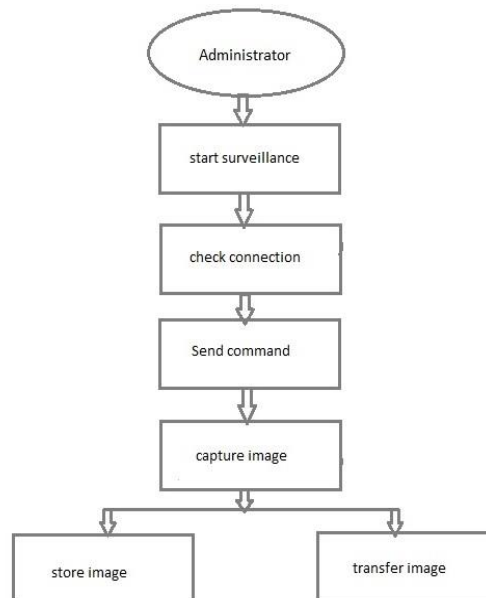 Administrator
start surveillance
check connection
Send command
capture image
store image
transfer image